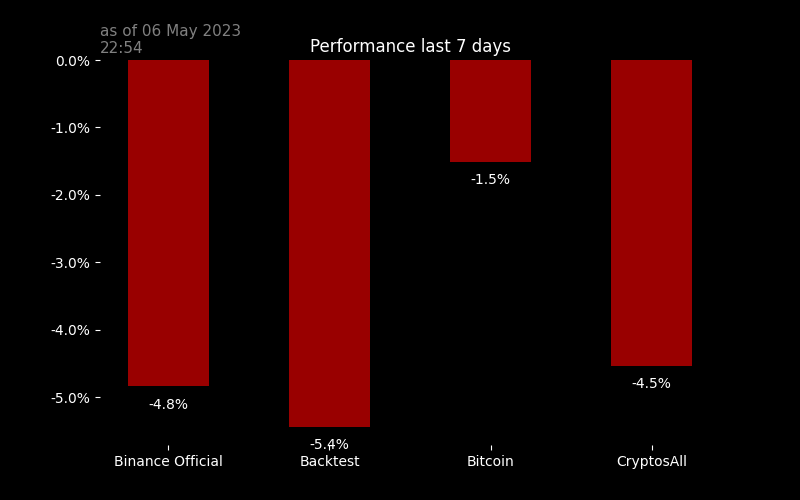 as of 06 May 2023
22:54
Performance last 7 days
0.0%
-1.0%
-2.0%
-3.0%
-4.0%
-5.0%
-4.8%
-5.4%
-1.5%
-4.5%
Binance Official
Backtest
Bitcoin
CryptosAll